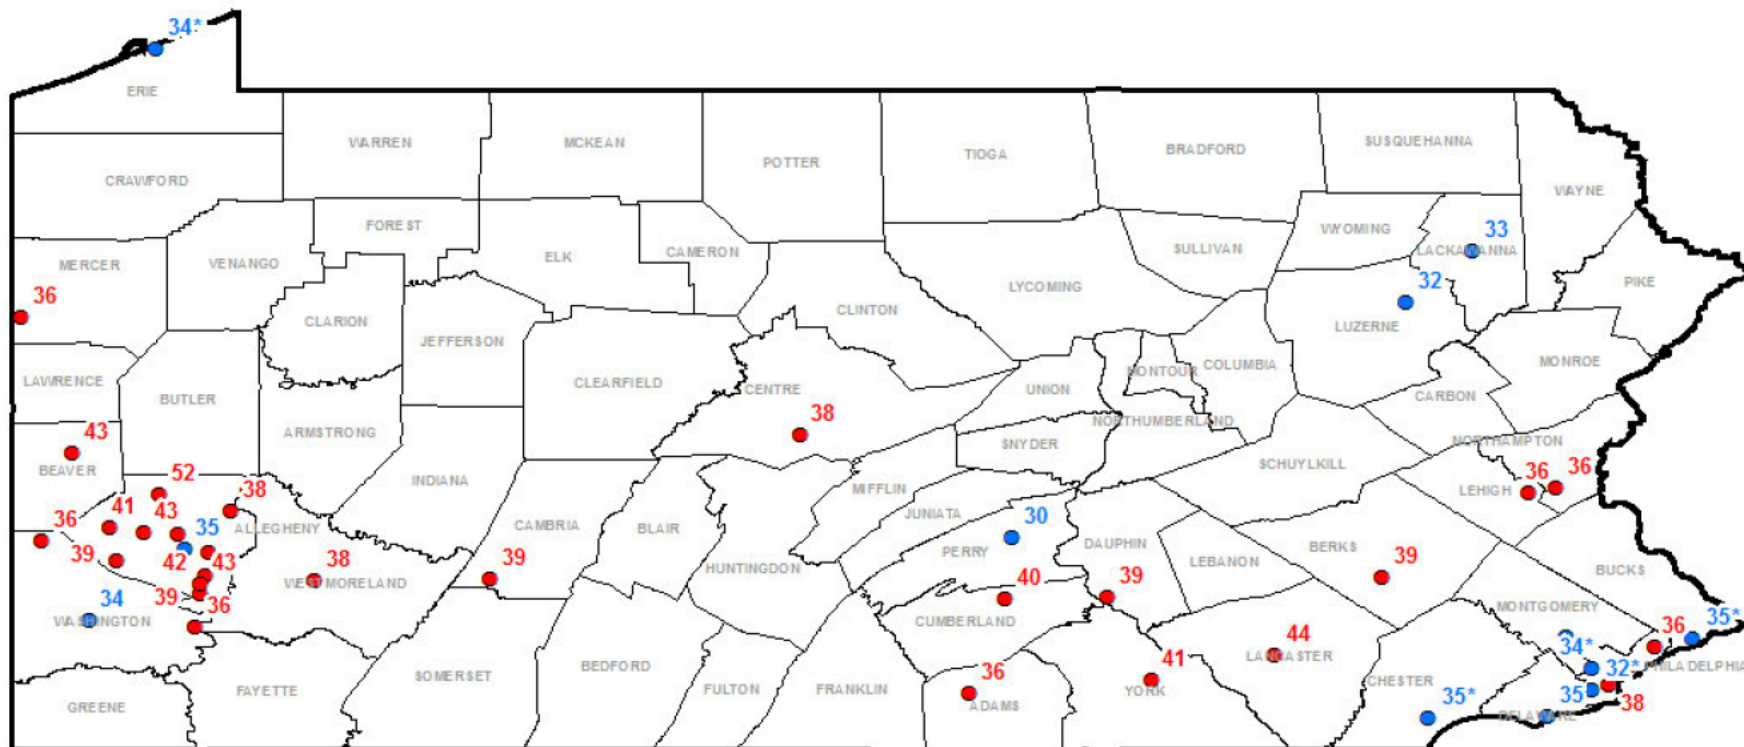 34*
ERIE
WARREN
MCKEAN
POTTER
TIOGA
BRADFORD
SUSQUEHANNA
CRAWFORD
WAYNE
FOREST
WYOMING
33
MERCER
VENANGO
ELK
CAMERON
SULLIVAN
LACKAWANNA
36
LYCOMING
32
PIKE
CLARION
CLINTON
LUZERNE
JEFFERSON
LAWRENCE
BUTLER
CLEARFIELD
CENTRE
UNION
MONTOUR
COLUMBIA
MONROE
CARBON
38
43
ARMSTRONG
NORTHUMBERLAND
BEAVER
SNYDER
NORTHAMPTON
52
INDIANA
SCHUYLKILL
36
36
38
MIFFLIN
LEHIGH
41
43
36
35
ALLEGHENY
CAMBRIA
BLAIR
JUNIATA
30
39
42
43
38
39
PERRY
DAUPHIN
LEBANON
BERKS
39
HUNTINGDON
WESTMORELAND
BUCKS
34
39
36
40
39
WASHINGTON
CUMBERLAND
MONTGOMERY
44
36
35*
34*
LANCASTER
32*
PHILADELPHIA
SOMERSET
BEDFORD
36
41
CHESTER
FAYETTE
FULTON
FRANKLIN
YORK
35*
35
38
GREENE
ADAMS
DELAWARE